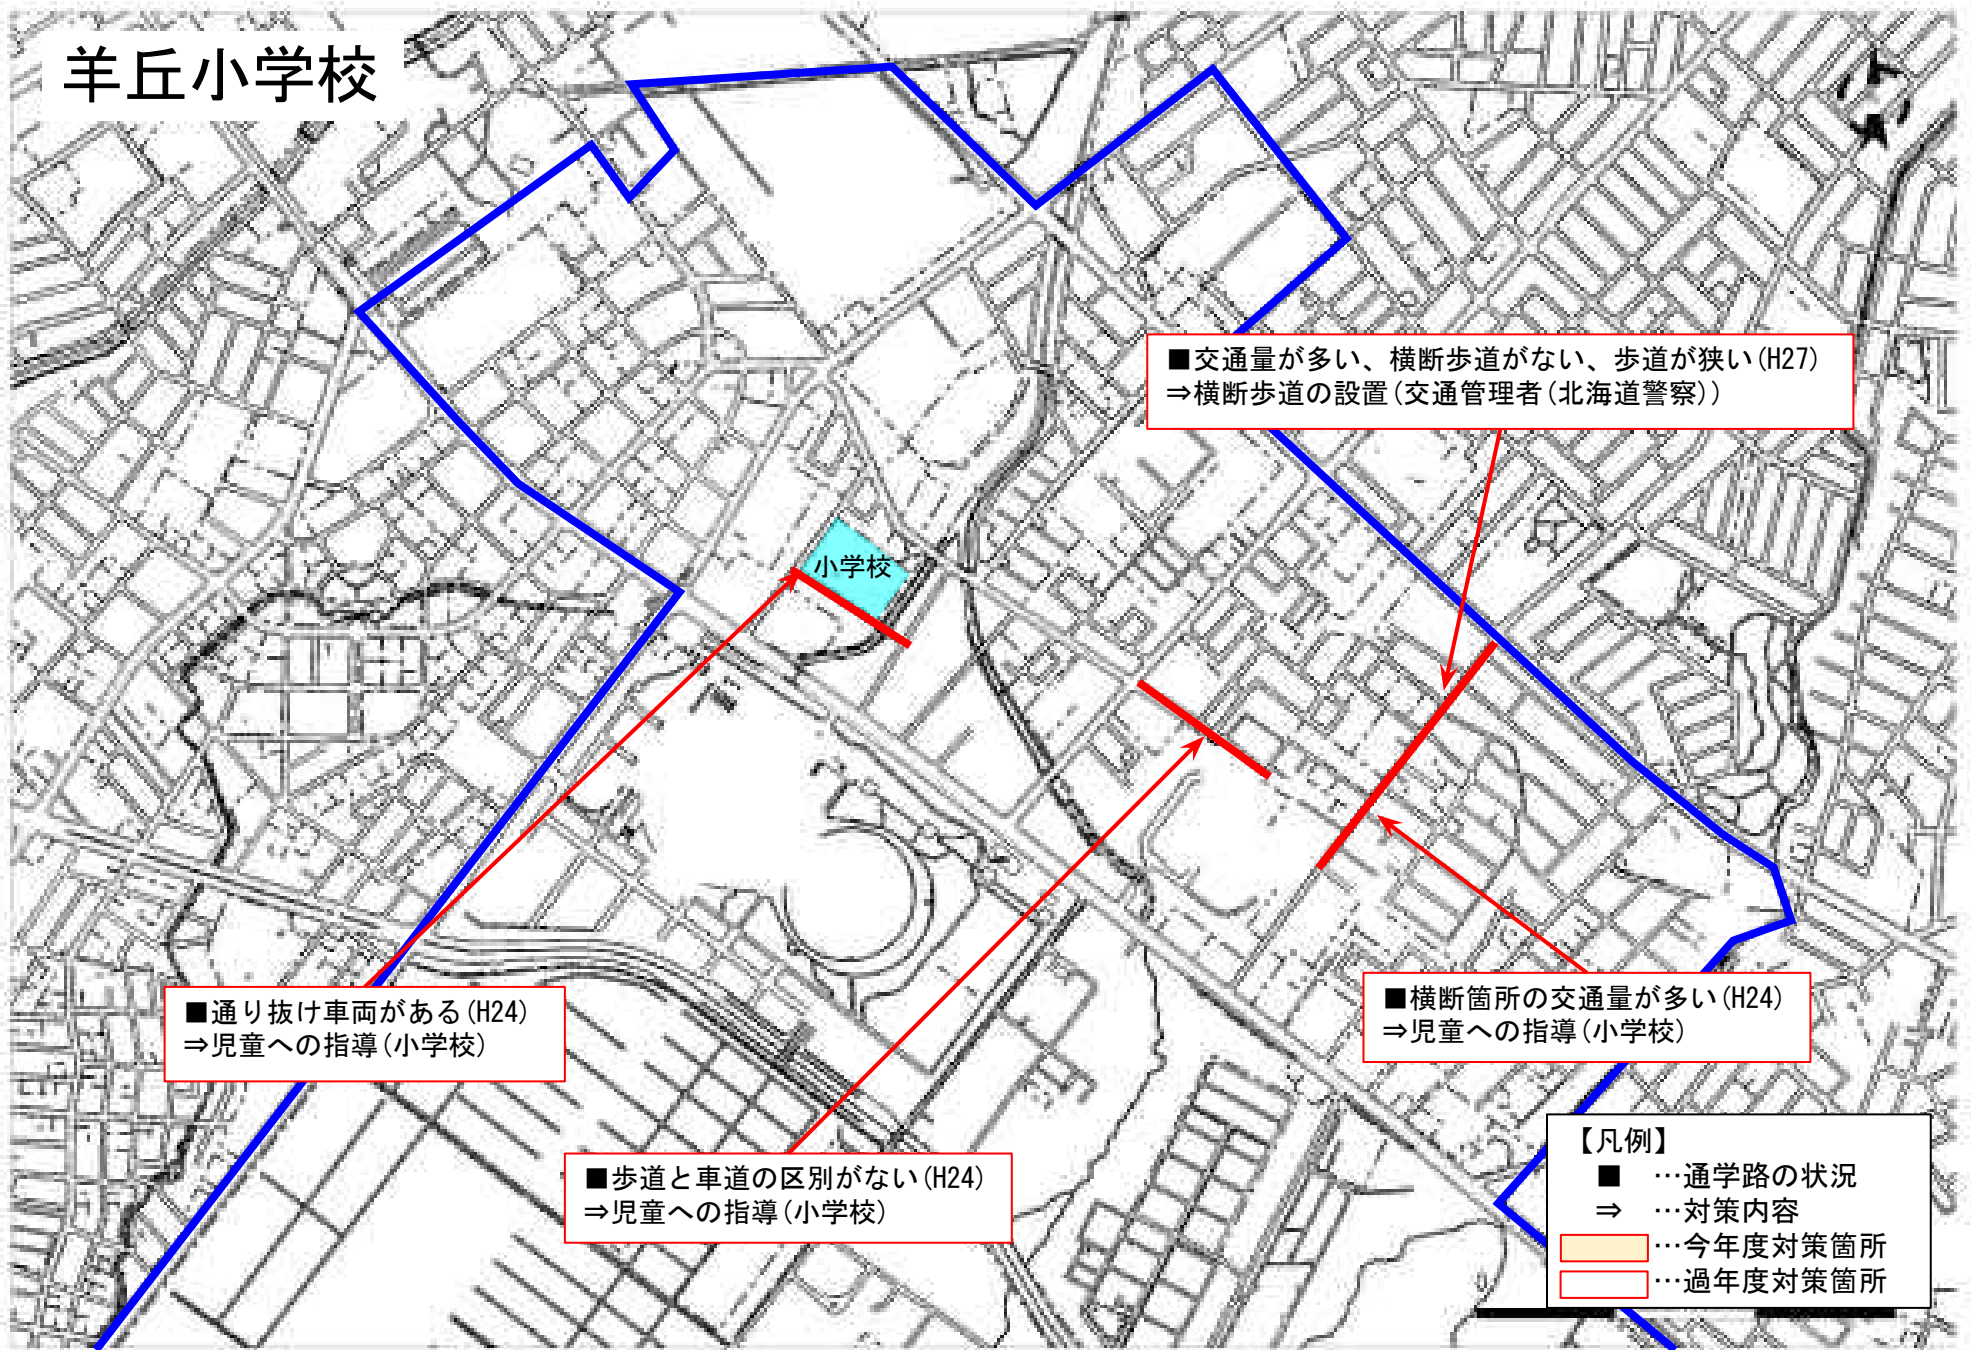 羊丘小学校
■交通量が多い、横断歩道がない、歩道が狭い(H27)
⇒横断歩道の設置(交通管理者(北海道警察))
小学校
■通り抜け車両がある(H24)
⇒児童への指導(小学校)
■横断箇所の交通量が多い(H24)
⇒児童への指導(小学校)
■歩道と車道の区別がない(H24)
⇒児童への指導(小学校)
【凡例】
■ …通学路の状況
⇒ …対策内容
…今年度対策箇所
…過年度対策箇所